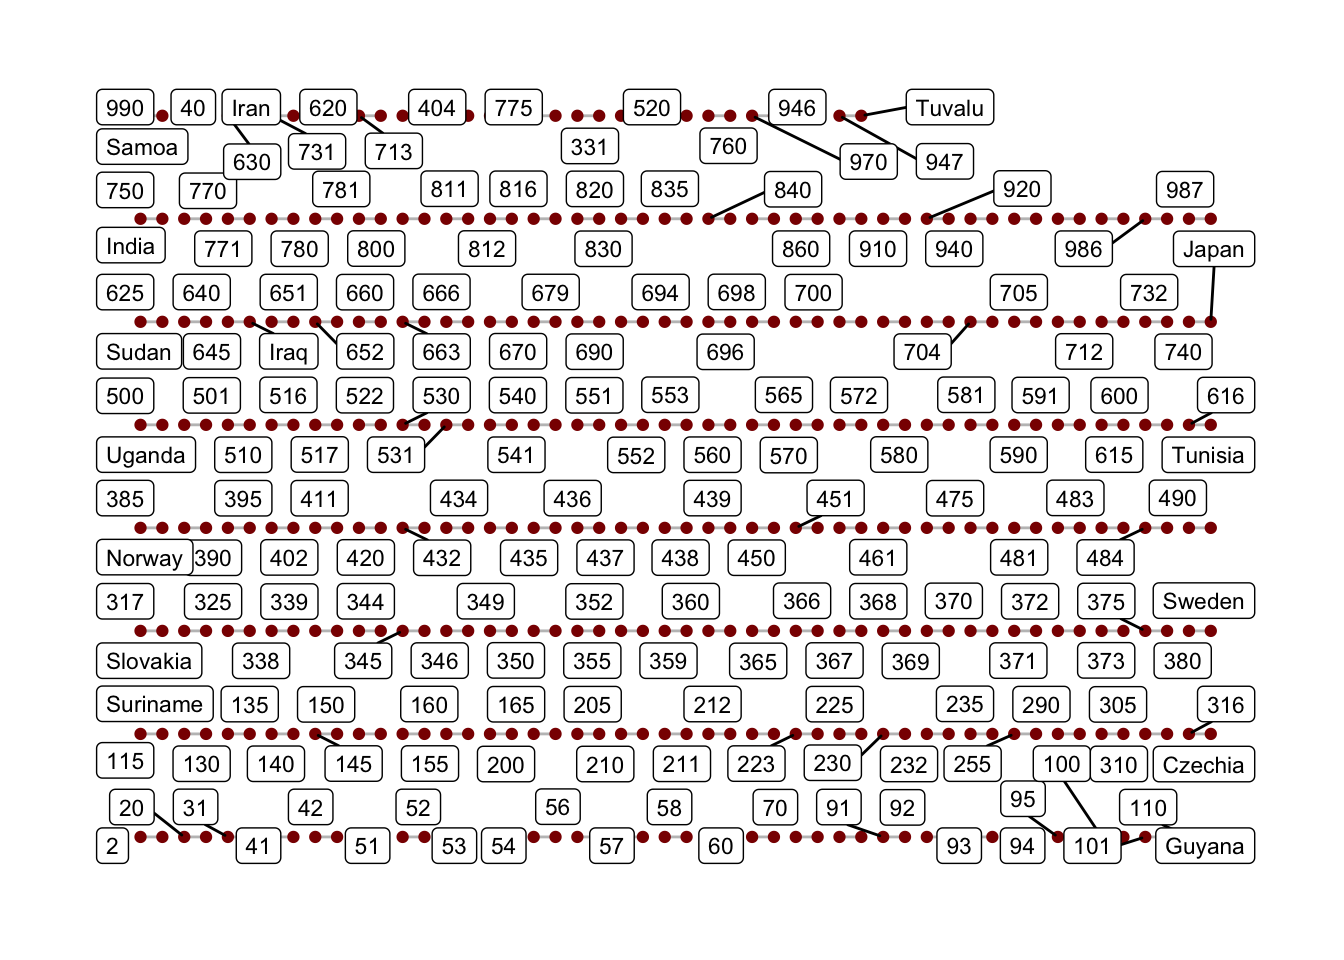 990 40 Iran 620 404 775 520 946 Tuvalu
Samoa 630 731 713 331 760 970 947
750 770 781 811 816 820 835 840 920 987
India 771 780 800 812 830 860 910 940 986 Japan
625 640 651 660 666 679 694 698 700 705 732
Sudan 645 Iraq 652 663 670 690 696 704 712 740
500 501 516 522 530 540 551 553 565 572 581 591 600 616
Uganda 510 517 531 541 552 560 570 580 590 615 Tunisia
385 395 411 434 436 439 451 475 483 490
Norway 390 402 420 432 435 437 438 450 461 481 484
317 325 339 344 349 352 360 366 368 370 372 375 Sweden
Slovakia 338 345 346 350 355 359 365 367 369 371 373 380
Suriname 135 150 160 165 205 212 225 235 290 305 316
115 130 140 145 155 200 210 211 223 230 232 255 100 310 Czechia
20 31 42 52 56 58 70 91 92 95 110
2 41 51 53 54 57 60 93 94 101 Guyana